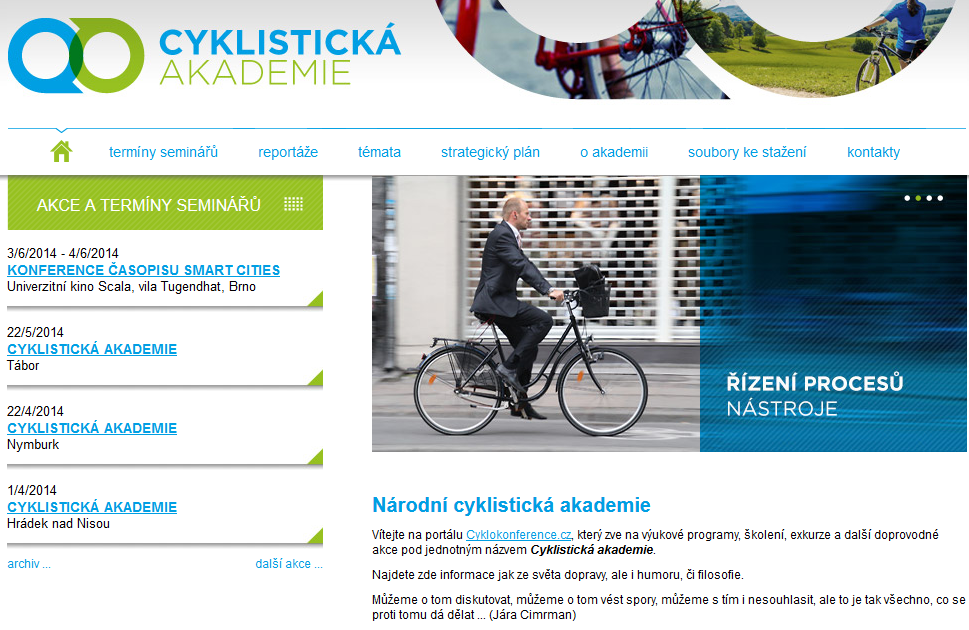 CYKLISTICKÁ
AKADEMIE
termíny seminářů
reportáže
témata
strategický plán
o akademii
soubory ke stažení
kontakty
AKCE A TERMÍNY SEMINÁŘŮ
3/6/2014 - 4/6/2014
KONFERENCE ČASOPISU SMART CITIES
Univerzitní kino Scala, vila Tugendhat, Brno
22/5/2014
CYKLISTICKÁ AKADEMIE
Tábor
22/4/2014
CYKLISTICKÁ AKADEMIE
Nymburk
1/4/2014
CYKLISTICKÁ AKADEMIE
Hrádek nad Nisou
archiv ...
další akce ...
ŘÍZENÍ PROCESŮ
NÁSTROJE
Národní cyklistická akademie
Vítejte na portálu Cyklokonference.cz, který zve na výukové programy, školení, exkurze a další doprovodné
akce pod jednotným názvem Cyklistická akademie.
Najdete zde informace jak ze světa dopravy, ale i humoru, či filosofie.
Můžeme o tom diskutovat, můžeme o tom vést spory, můžeme s tím i nesouhlasit, ale to je tak všechno, co se
proti tomu dá dělat ... (Jára Cimrman)